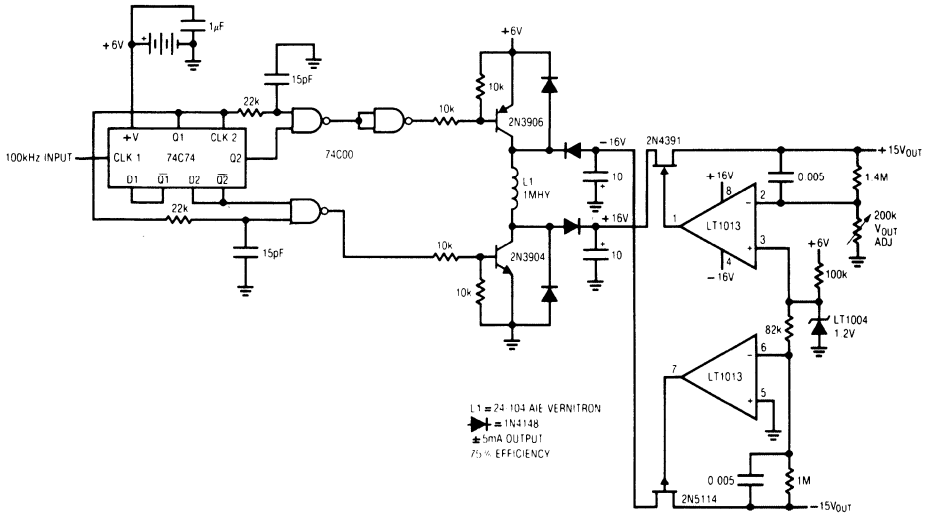 1µF
+6V
+
15pF
22k
+V
Q1
CLK 2
100kHz INPUT
CLK 1
74C74
Q2
D1
Q̅1̅
D2
Q̅2̅
22k
15pF
74C00
10k
10k
+6V
2N3906
L1
1MHY
10k
10k
2N3904
-16V
10
+
+16V
+
10
2N4391
+15VOUT
0.005
1.4M
+16V
8
2
-
1
LT1013
3
+
4
-16V
200k
VOUT
ADJ
+6V
100k
LT1004
1.2V
82k
6
-
7
LT1013
5
+
0.005
1M
2N5114
-15VOUT
L1 = 24-104 AIE VERNITRON
= 1N4148
±5mA OUTPUT
75% EFFICIENCY